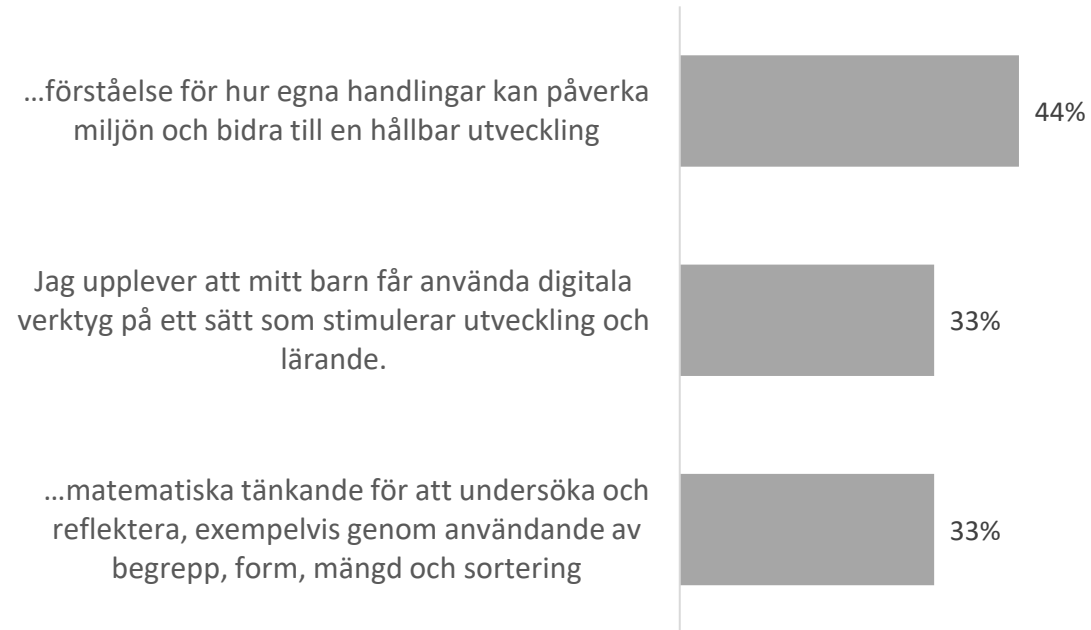 …förståelse för hur egna handlingar kan påverka
miljön och bidra till en hållbar utveckling
44%
Jag upplever att mitt barn får använda digitala
verktyg på ett sätt som stimulerar utveckling och
lärande.
33%
…matematiska tänkande för att undersöka och
reflektera, exempelvis genom användande av
begrepp, form, mängd och sortering
33%